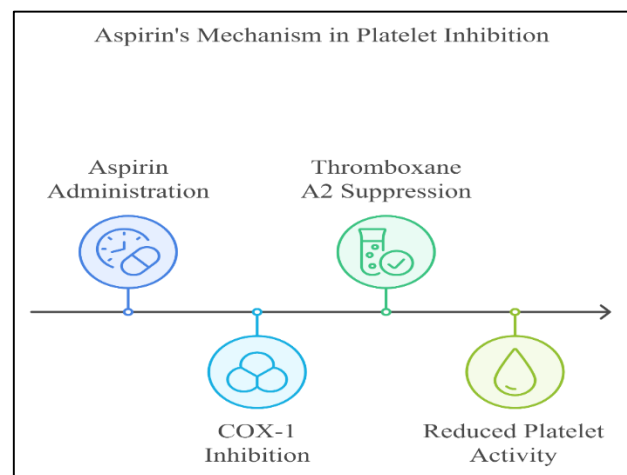 Aspirin's Mechanism in Platelet Inhibition
Aspirin
Administration
Thromboxane
A2 Suppression
COX-1
Inhibition
Reduced Platelet
Activity